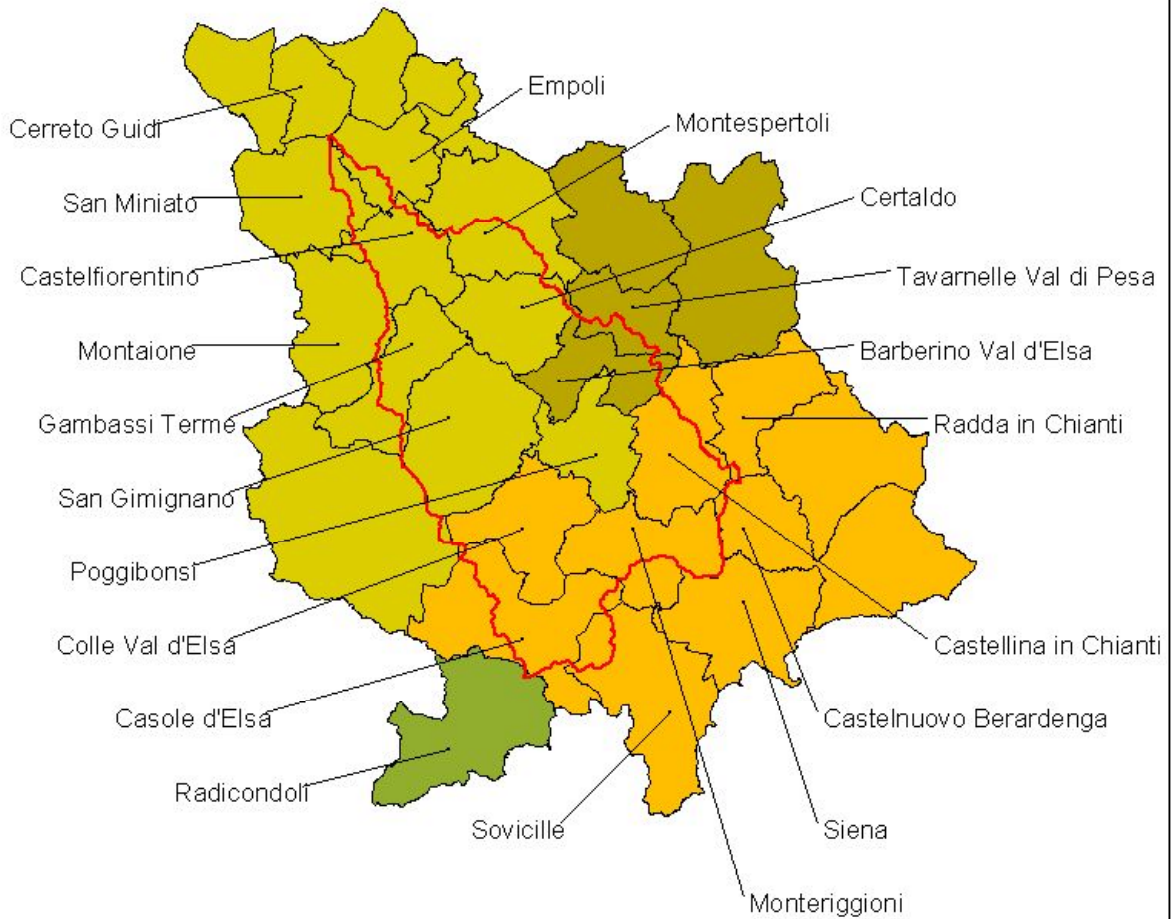 Empoli
Cerreto Guidi
Montespertoli
San Miniato
Certaldo
Castelfiorentino
Tavarnelle Val di Pesa
Montaione
Barberino Val d'Elsa
Gambassi Terme
Radda in Chianti
San Gimignano
Poggibonsi
Colle Val d'Elsa
Castellina in Chianti
Casole d'Elsa
Castelnuovo Berardenga
Radicondoli
Sovicille
Siena
Monteriggioni